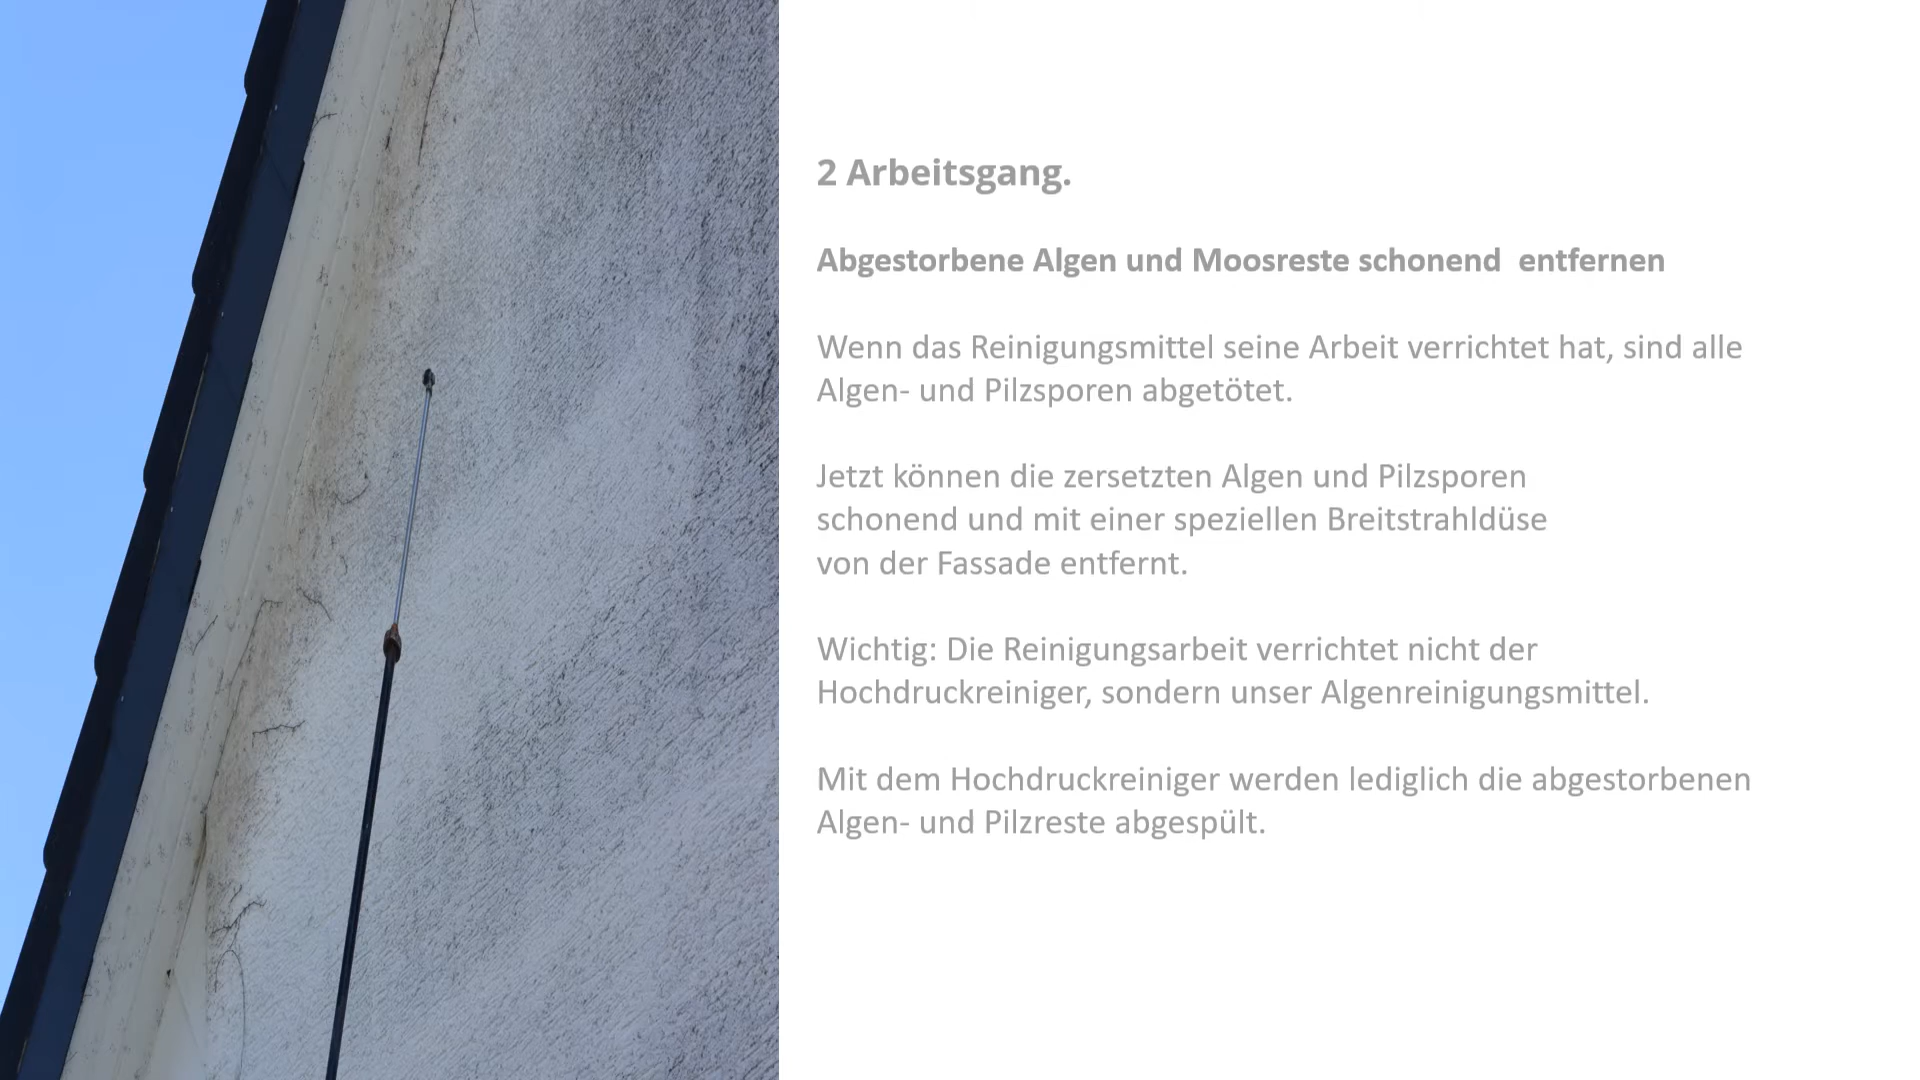 2 Arbeitsgang.
Abgestorbene Algen und Moosreste schonend  entfernen
Wenn das Reinigungsmittel seine Arbeit verrichtet hat, sind alle
Algen- und Pilzsporen abgetötet.
Jetzt können die zersetzten Algen und Pilzsporen
schonend und mit einer speziellen Breitstrahldüse
von der Fassade entfernt.
Wichtig: Die Reinigungsarbeit verrichtet nicht der
Hochdruckreiniger, sondern unser Algenreinigungsmittel.
Mit dem Hochdruckreiniger werden lediglich die abgestorbenen
Algen- und Pilzreste abgespült.